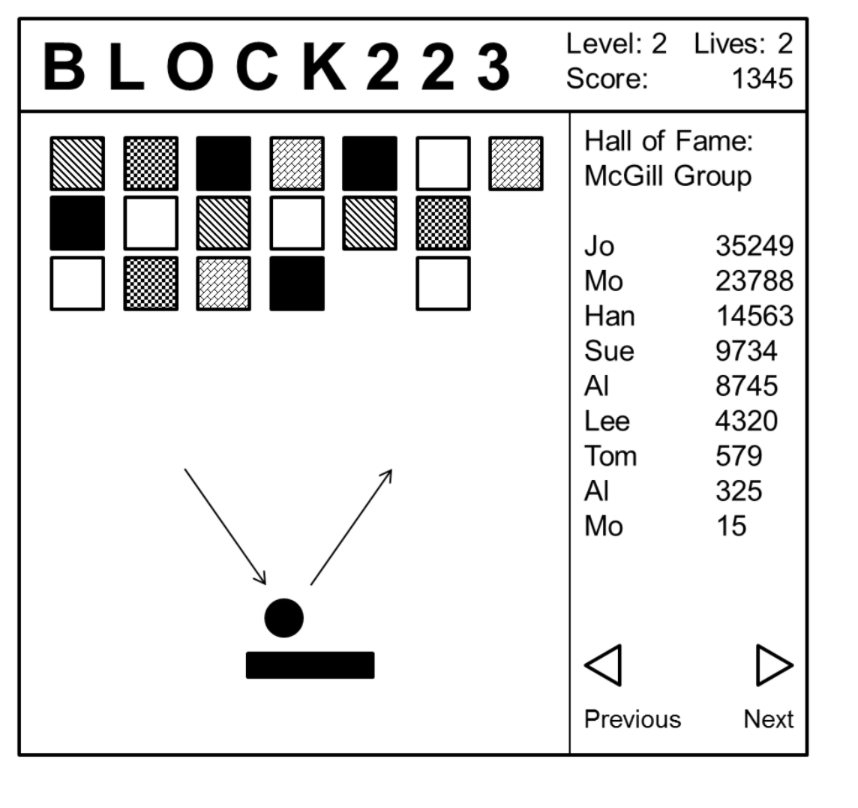 BLOCK223
Level: 2 Lives: 2
Score: 1345
Hall of Fame:
McGill Group
Jo 35249
Mo 23788
Han 14563
Sue 9734
Al 8745
Lee 4320
Tom 579
Al 325
Mo 15
Previous Next